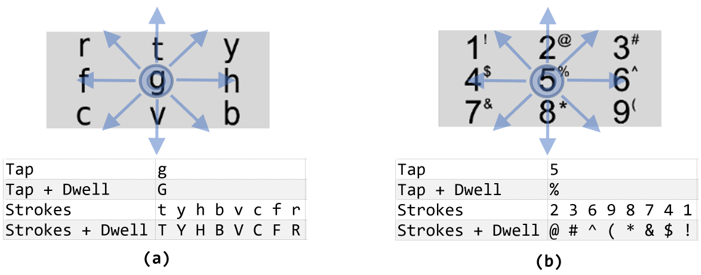 r t y
f g h
c v b
Tap g
Tap + Dwell G
Strokes t y h b v c f r
Strokes + Dwell T Y H B V C F R
(a)
1! 2@ 3#
4$ 5% 6^
7& 8* 9(
Tap 5
Tap + Dwell %
Strokes 2 3 6 9 8 7 4 1
Strokes + Dwell @ # ^ ( * & $ !
(b)